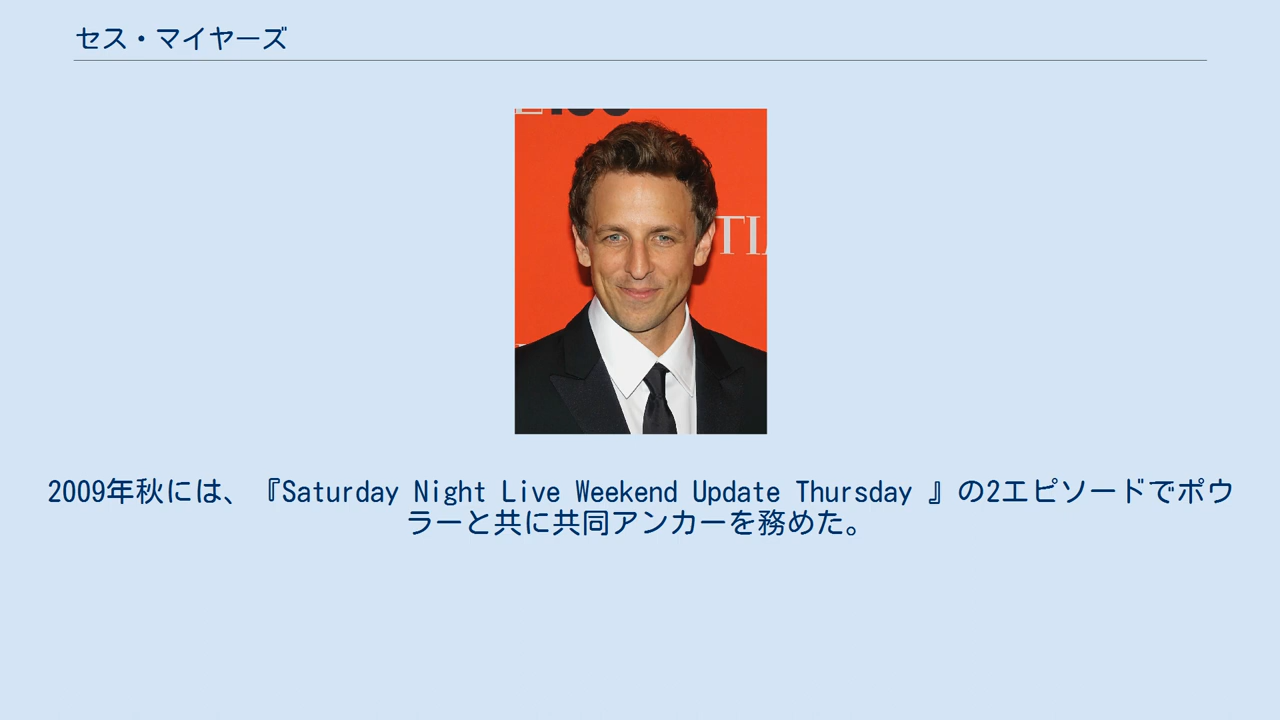 セス・マイヤーズ
TI
2009年秋には、『Saturday Night Live Weekend Update Thursday 』の2エピソードでポウ
ラーと共に共同アンカーを務めた。